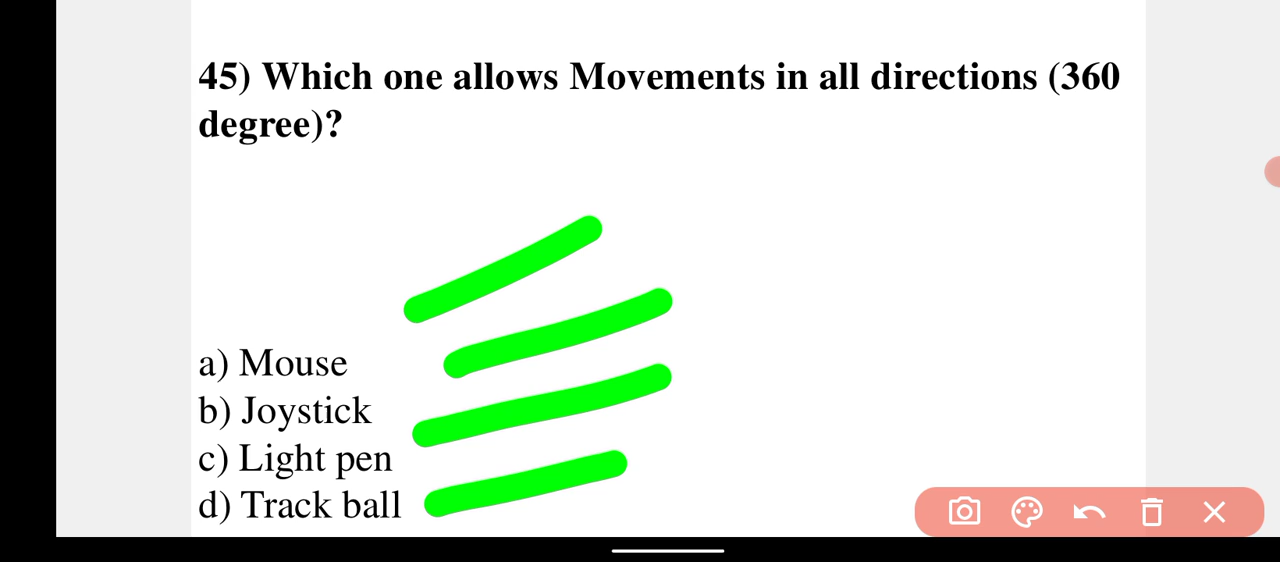 45) Which one allows Movements in all directions (360
degree)?
a) Mouse
b) Joystick
c) Light pen
d) Track ball